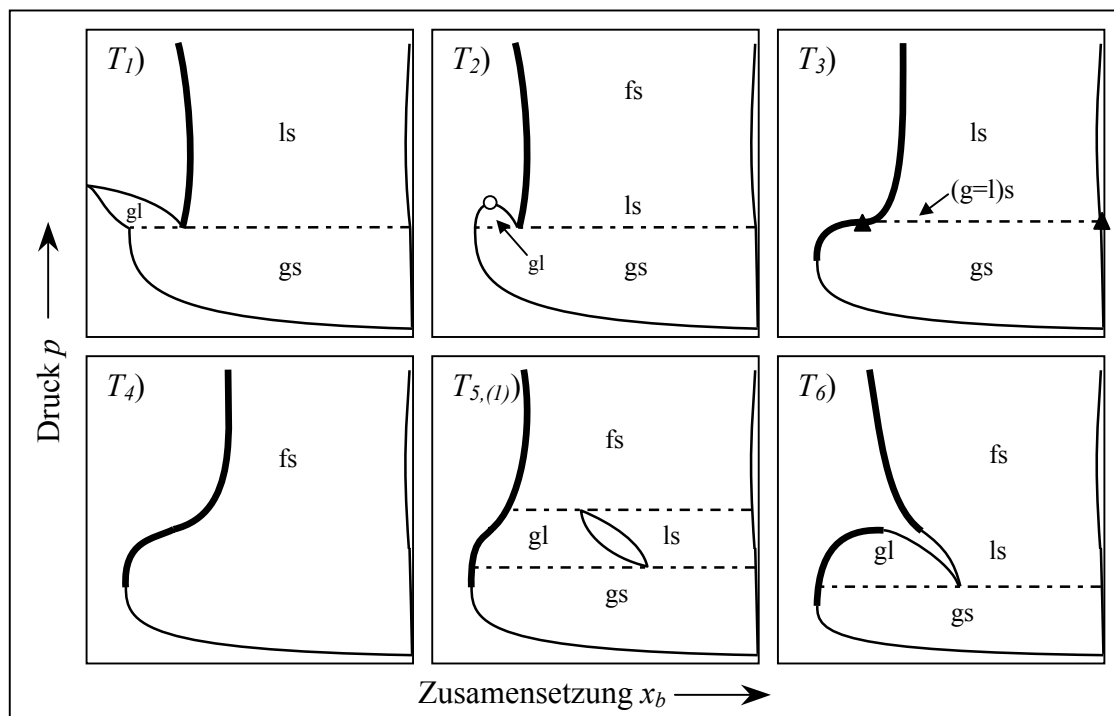 T1)
ls
gl
gs
T2)
fs
ls
gl
gs
T3)
ls
(g=l)s
gs
T4)
fs
T5,(1))
fs
gl
ls
gs
T6)
fs
gl
ls
gs
Druck p
Zusamensetzung xb